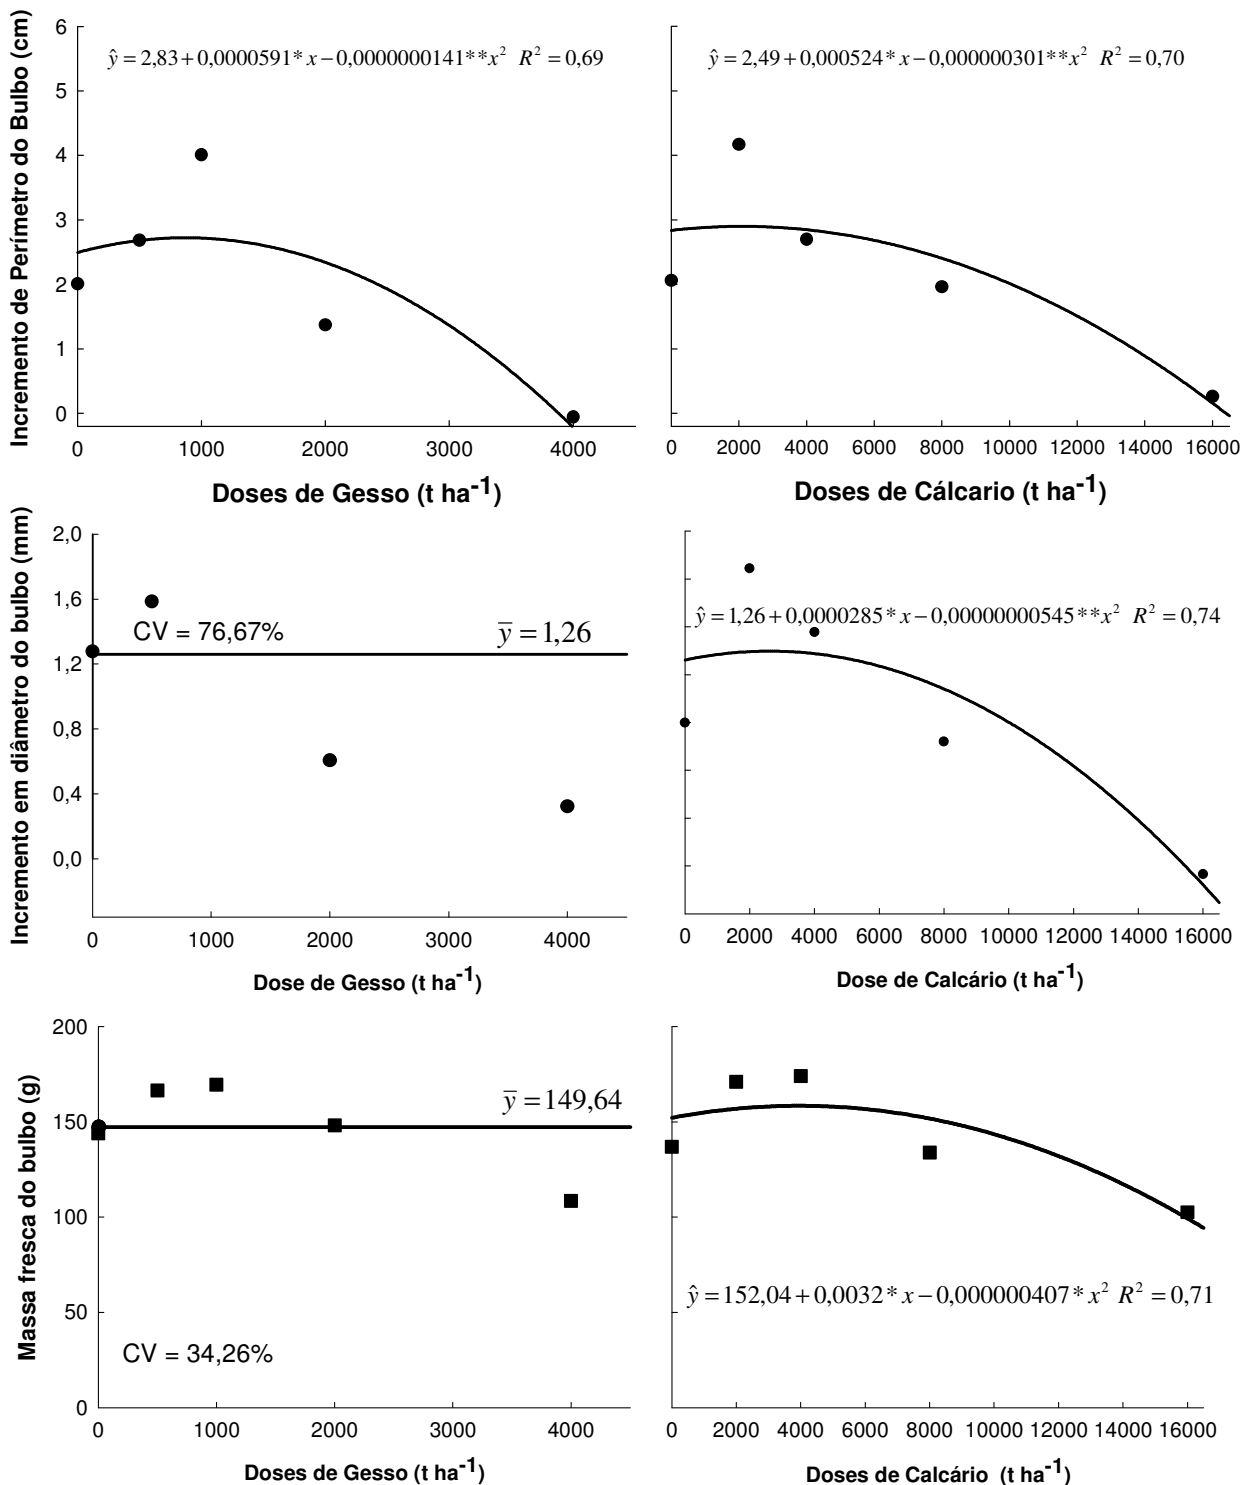 Incremento de Perímetro do Bulbo (cm)
6
5
4
3
2
1
0
ŷ = 2,83+0,0000591* x−0,0000000141**x² R² = 0,69
0 1000 2000 3000 4000
Doses de Gesso (t ha-1)
ŷ = 2,49+0,000524* x−0,000000301**x² R² = 0,70
0 2000 4000 6000 8000 10000 12000 14000 16000
Doses de Cálcario (t ha-1)
Incremento em diâmetro do bulbo (mm)
2,0
1,6
1,2
0,8
0,4
0,0
CV = 76,67%
y̅ = 1,26
0 1000 2000 3000 4000
Dose de Gesso (t ha-1)
ŷ = 1,26+0,0000285* x−0,00000000545**x² R² = 0,74
0 2000 4000 6000 8000 10000 12000 14000 16000
Dose de Calcário (t ha-1)
Massa fresca do bulbo (g)
200
150
100
50
0
y̅ = 149,64
CV = 34,26%
0 1000 2000 3000 4000
Doses de Gesso (t ha-1)
ŷ = 152,04+0,0032* x−0,000000407* x² R² = 0,71
0 2000 4000 6000 8000 10000 12000 14000 16000
Doses de Calcário (t ha-1)